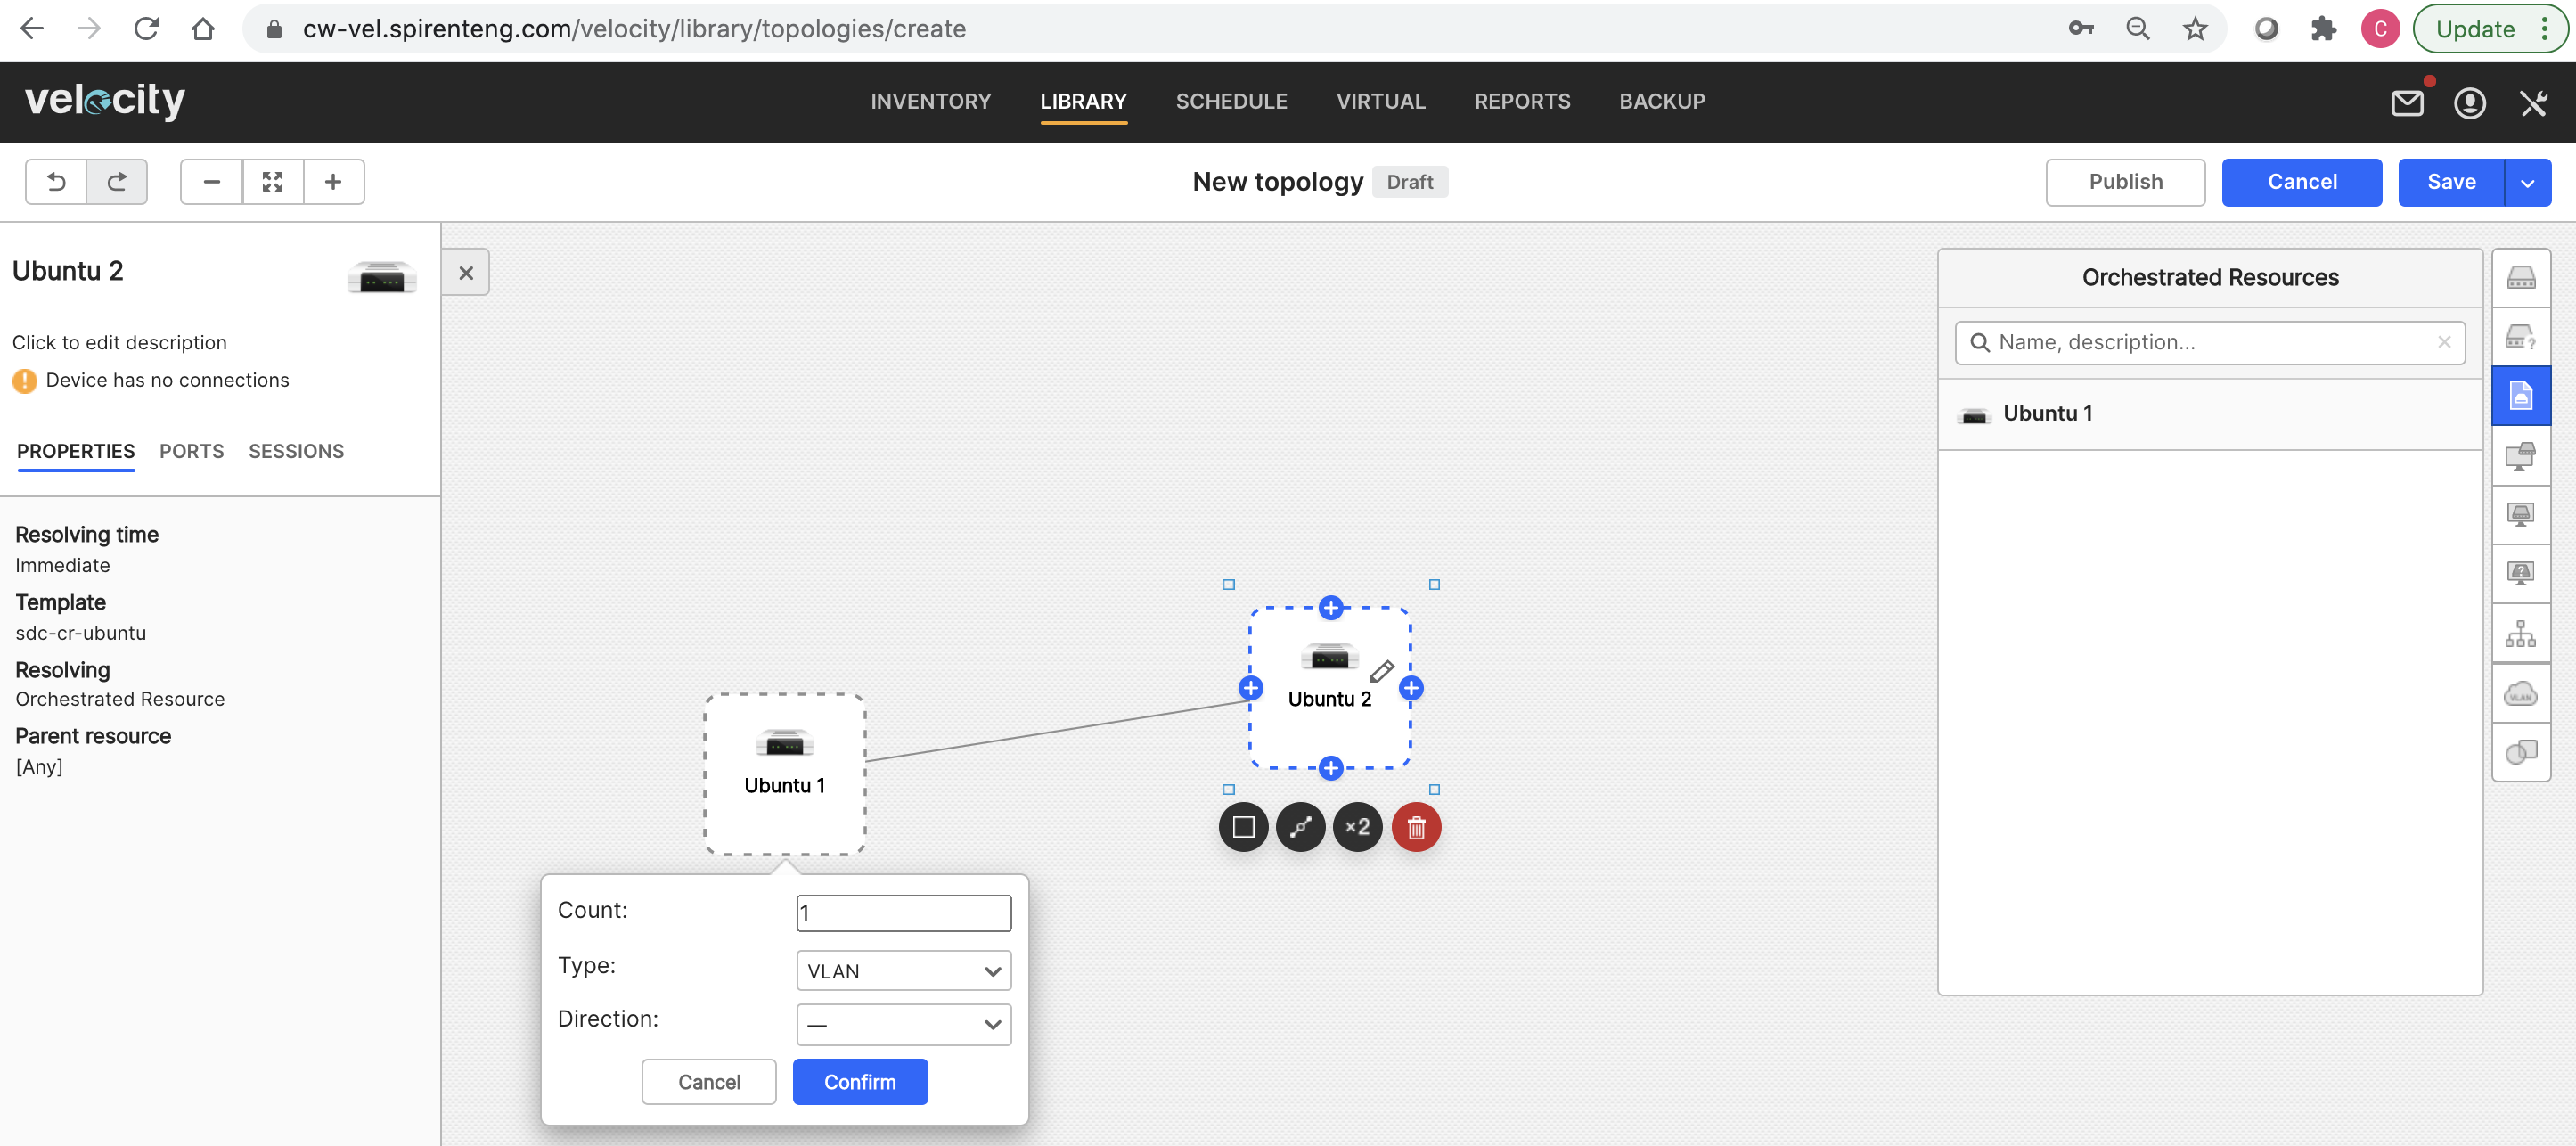 cw-vel.spirenteng.com/velocity/library/topologies/create
C
Update
velocity
INVENTORY
LIBRARY
SCHEDULE
VIRTUAL
REPORTS
BACKUP
New topology
Draft
Publish
Cancel
Save
Ubuntu 2
Click to edit description
Device has no connections
PROPERTIES
PORTS
SESSIONS
Resolving time
Immediate
Template
sdc-cr-ubuntu
Resolving
Orchestrated Resource
Parent resource
[Any]
Ubuntu 1
Ubuntu 2
×2
Count:
1
Type:
VLAN
Direction:
—
Cancel
Confirm
Orchestrated Resources
Name, description...
Ubuntu 1
?
?
VLAN